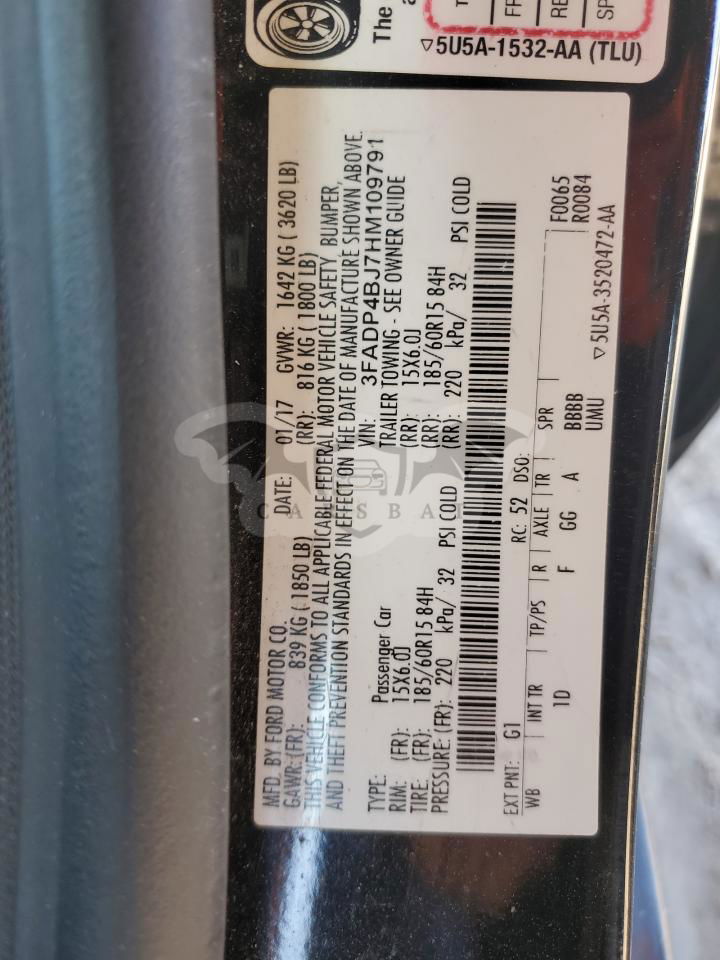 The
a
T
FR
RE
SP
▽5U5A-1532-AA (TLU)
MFD. BY FORD MOTOR CO. DATE: 01/17 GVWR: 1642 KG ( 3620 LB)
GAWR: (FR): 839 KG ( 1850 LB) (RR): 816 KG ( 1800 LB)
THIS VEHICLE CONFORMS TO ALL APPLICABLE FEDERAL MOTOR VEHICLE SAFETY, BUMPER,
AND THEFT PREVENTION STANDARDS IN EFFECT ON THE DATE OF MANUFACTURE SHOWN ABOVE.
VIN: 3FADP4BJ7HM109791
TYPE: Passenger Car TRAILER TOWING - SEE OWNER GUIDE
RIM: (FR): 15X6.0J (RR): 15X6.0J
TIRE: (FR): 185/60R15 84H (RR): 185/60R15 84H
PRESSURE: (FR): 220 kPa/ 32 PSI COLD (RR): 220 kPa/ 32 PSI COLD
EXT PNT: G1 RC: 52 DSO: F0065
WB INT TR TP/PS R AXLE TR SPR R0084
1D F GG A BBBB
UMU
▽5U5A-3520472-AA
CARSBAT